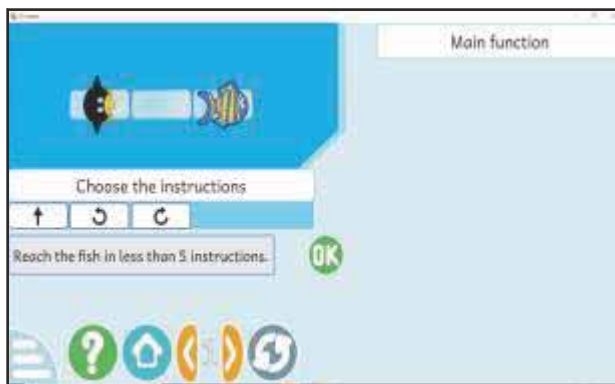 Main function
Choose the instructions
Reach the fish in less than 5 instructions.
OK
?